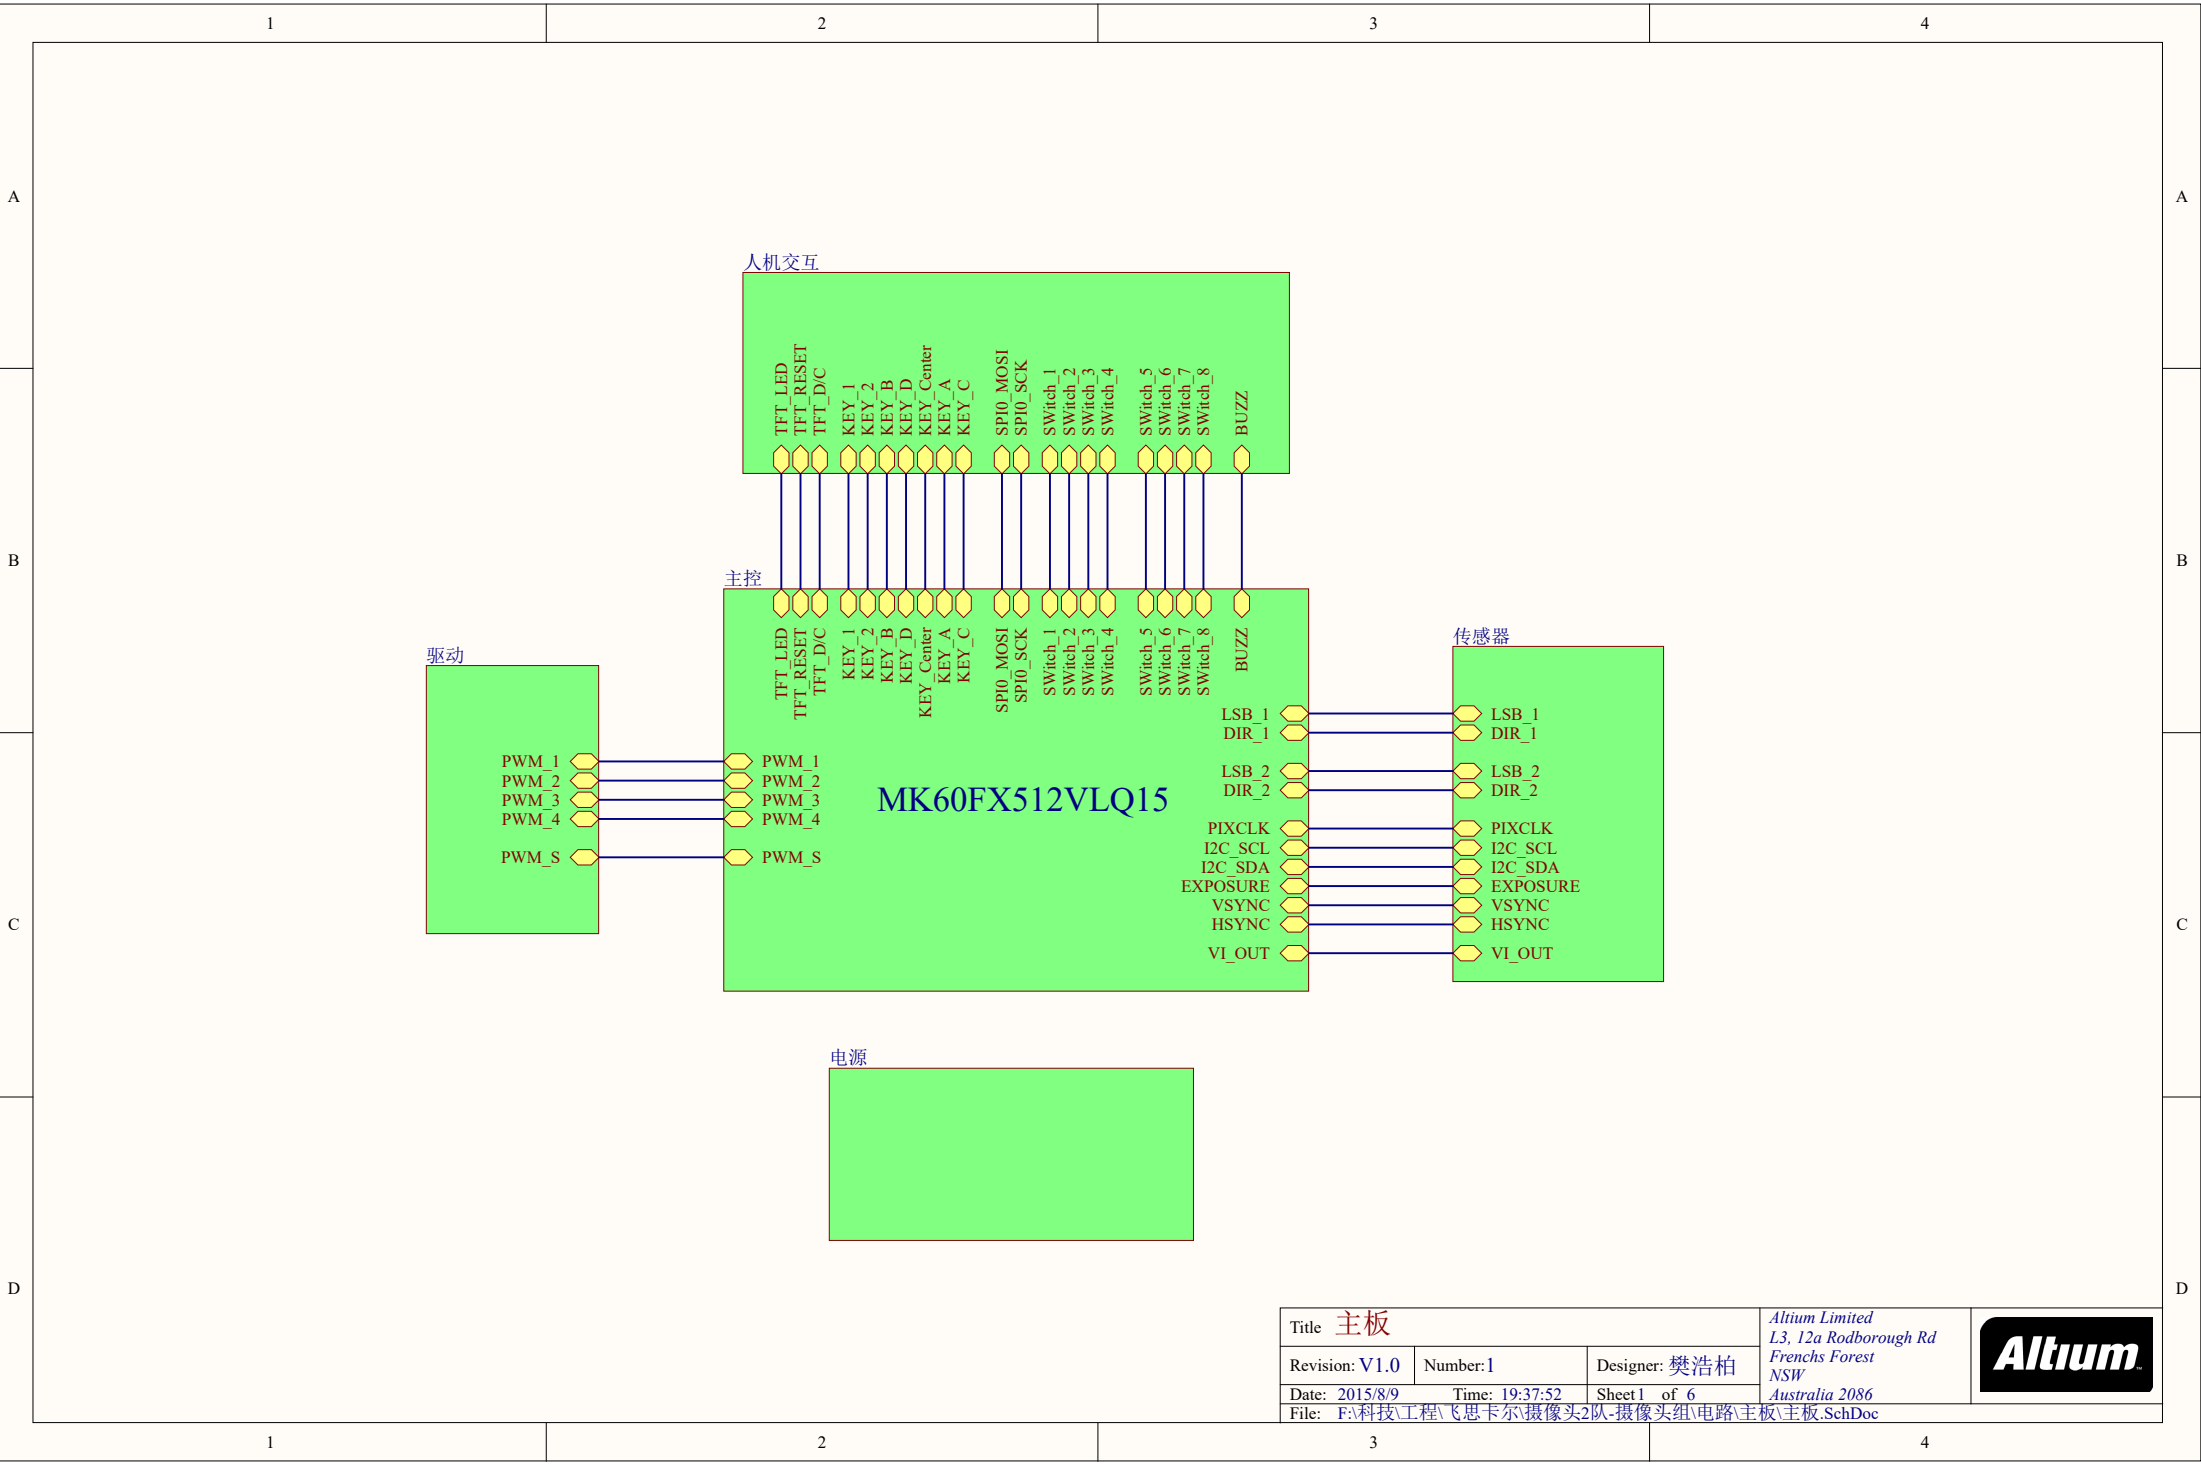 1 2 3 4
A A
人机交互
TFT_LED
TFT_RESET
TFT_D/C
KEY_1
KEY_2
KEY_B
KEY_D
KEY_Center
KEY_A
KEY_C
SPI0_MOSI
SPI0_SCK
SWitch_1
SWitch_2
SWitch_3
SWitch_4
SWitch_5
SWitch_6
SWitch_7
SWitch_8
BUZZ
B B
主控
TFT_LED
TFT_RESET
TFT_D/C
KEY_1
KEY_2
KEY_B
KEY_D
KEY_Center
KEY_A
KEY_C
SPI0_MOSI
SPI0_SCK
SWitch_1
SWitch_2
SWitch_3
SWitch_4
SWitch_5
SWitch_6
SWitch_7
SWitch_8
BUZZ
驱动
PWM_1
PWM_2
PWM_3
PWM_4
PWM_S
PWM_1
PWM_2
PWM_3
PWM_4
PWM_S
MK60FX512VLQ15
LSB_1
DIR_1
LSB_2
DIR_2
PIXCLK
I2C_SCL
I2C_SDA
EXPOSURE
VSYNC
HSYNC
VI_OUT
传感器
LSB_1
DIR_1
LSB_2
DIR_2
PIXCLK
I2C_SCL
I2C_SDA
EXPOSURE
VSYNC
HSYNC
VI_OUT
C C
电源
D D
Title 主板
Revision: V1.0 Number:1 Designer: 樊浩柏
Date: 2015/8/9 Time: 19:37:52 Sheet 1 of 6
File: F:\科技\工程\飞思卡尔\摄像头2队-摄像头组\电路\主板\主板.SchDoc
Altium Limited
L3, 12a Rodborough Rd
Frenchs Forest
NSW
Australia 2086
Altium
1 2 3 4